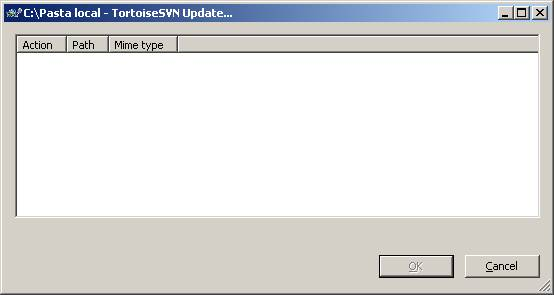 C:\Pasta local - TortoiseSVN Update...
Action Path Mime type
OK Cancel